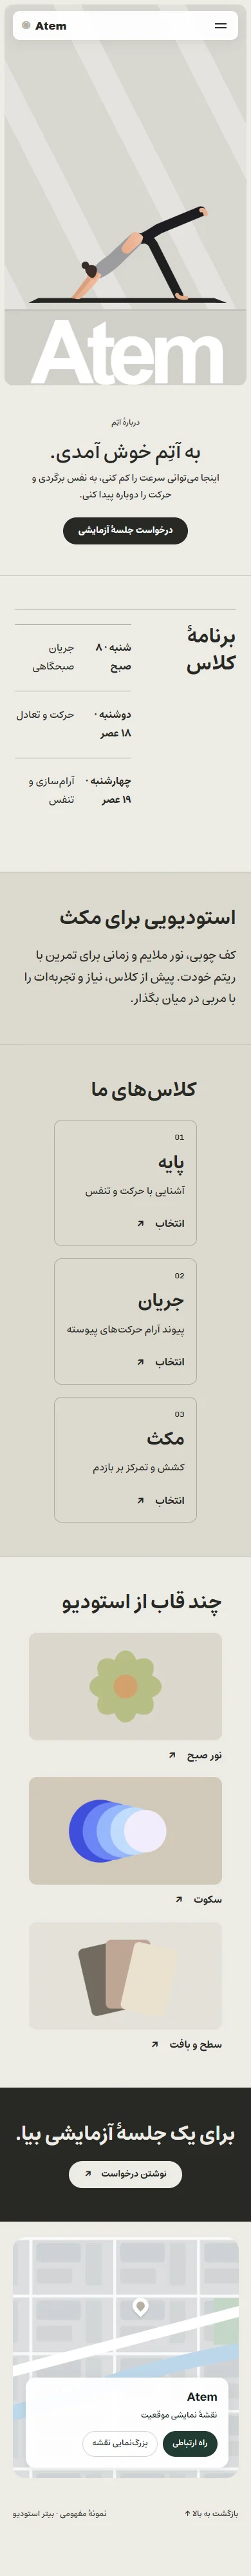 Atem
Atem
دربارهٔ آتم
به آتِم خوش آمدی.
اینجا می‌توانی سرعت را کم کنی، به نفس برگردی و
حرکت را دوباره پیدا کنی.
درخواست جلسهٔ آزمایشی
برنامهٔ
کلاس
شنبه · ۸
صبح
جریان
صبحگاهی
دوشنبه ·
۱۸ عصر
حرکت و تعادل
چهارشنبه ·
۱۹ عصر
آرام‌سازی و
تنفس
استودیویی برای مکث
کف چوبی، نور ملایم و زمانی برای تمرین با
ریتم خودت. پیش از کلاس، نیاز و تجربه‌ات را
با مربی در میان بگذار.
کلاس‌های ما
01
پایه
آشنایی با حرکت و تنفس
انتخاب ↗
02
جریان
پیوند آرام حرکت‌های پیوسته
انتخاب ↗
03
مکث
کشش و تمرکز بر بازدم
انتخاب ↗
چند قاب از استودیو
نور صبح ↗
سکوت ↗
سطح و بافت ↗
برای یک جلسهٔ آزمایشی بیا.
نوشتن درخواست ↗
Atem
نقشهٔ نمایشی موقعیت
راه ارتباطی
بزرگ‌نمایی نقشه
بازگشت به بالا ↑
نمونهٔ مفهومی · بیتر استودیو